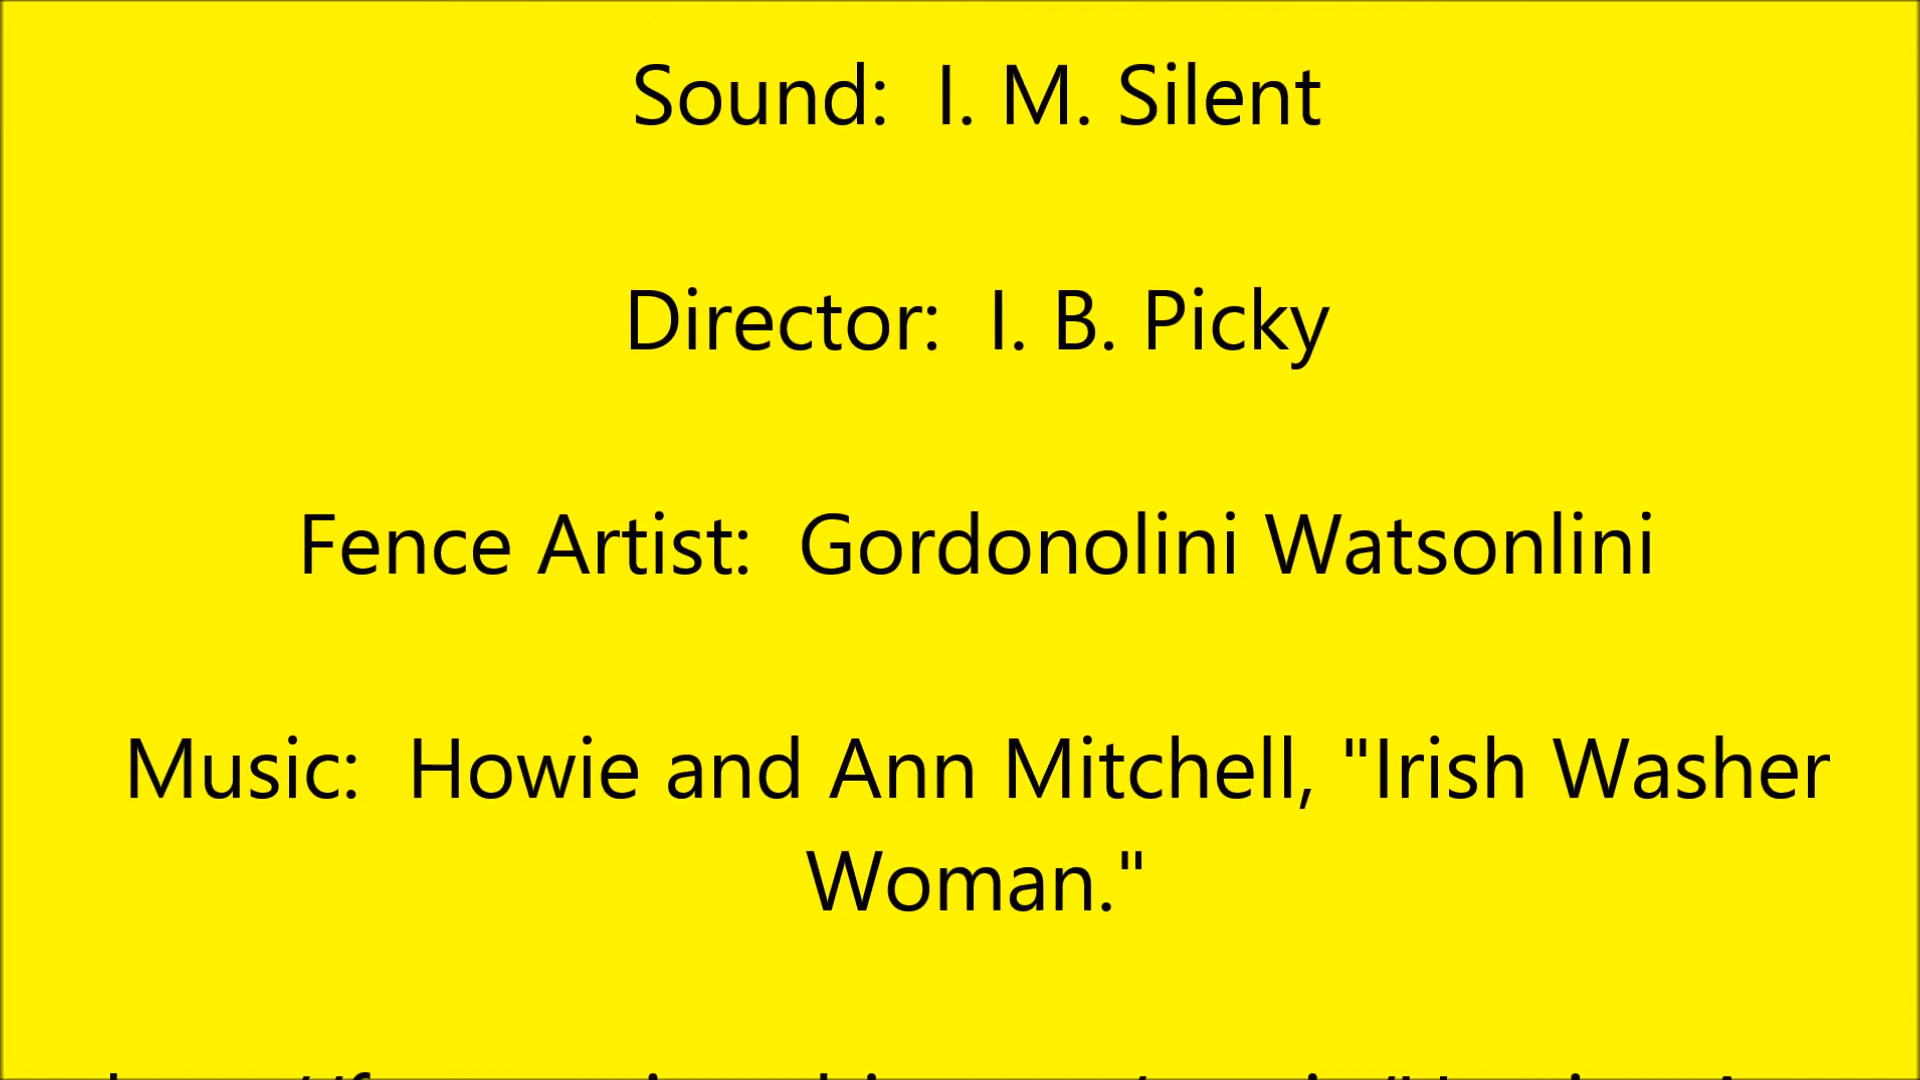 Sound:  I. M. Silent
Director:  I. B. Picky
Fence Artist:  Gordonolini Watsonlini
Music:  Howie and Ann Mitchell, "Irish Washer
Woman."